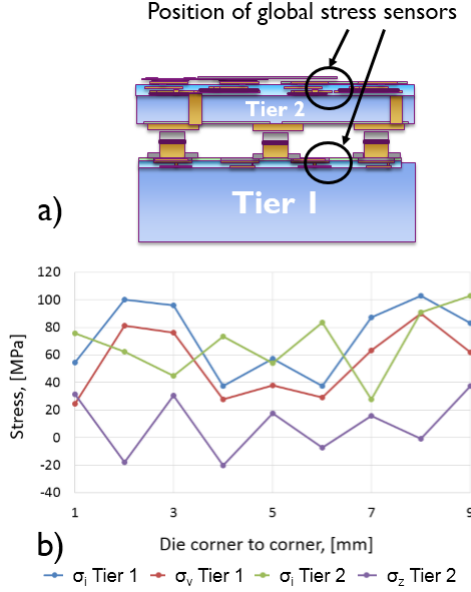 Position of global stress sensors
Tier 2
Tier 1
a)
120
100
80
60
40
20
0
-20
-40
Stress, [MPa]
1
3
5
7
9
Die corner to corner, [mm]
b)
σi Tier 1
σv Tier 1
σi Tier 2
σz Tier 2